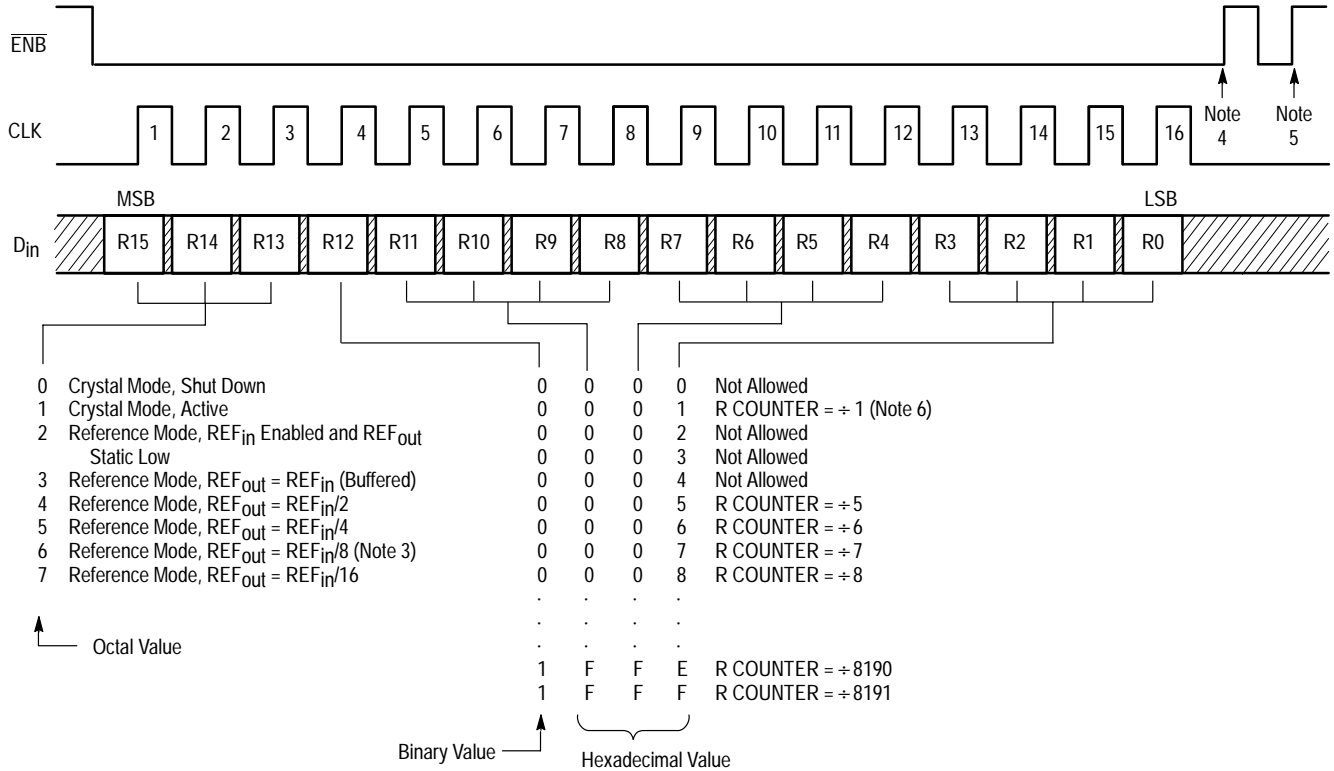 ENB
Note 4
Note 5
CLK
1 2 3 4 5 6 7 8 9 10 11 12 13 14 15 16
MSB
LSB
Din
R15 R14 R13 R12 R11 R10 R9 R8 R7 R6 R5 R4 R3 R2 R1 R0
0 Crystal Mode, Shut Down
1 Crystal Mode, Active
2 Reference Mode, REFin Enabled and REFout
Static Low
3 Reference Mode, REFout = REFin (Buffered)
4 Reference Mode, REFout = REFin/2
5 Reference Mode, REFout = REFin/4
6 Reference Mode, REFout = REFin/8 (Note 3)
7 Reference Mode, REFout = REFin/16
Octal Value
0 0 0 0 Not Allowed
0 0 0 1 R COUNTER = ÷ 1 (Note 6)
0 0 0 2 Not Allowed
0 0 0 3 Not Allowed
0 0 0 4 Not Allowed
0 0 0 5 R COUNTER = ÷ 5
0 0 0 6 R COUNTER = ÷ 6
0 0 0 7 R COUNTER = ÷ 7
0 0 0 8 R COUNTER = ÷ 8
. . . .
. . . .
. . . .
1 F F E R COUNTER = ÷ 8190
1 F F F R COUNTER = ÷ 8191
Binary Value
Hexadecimal Value